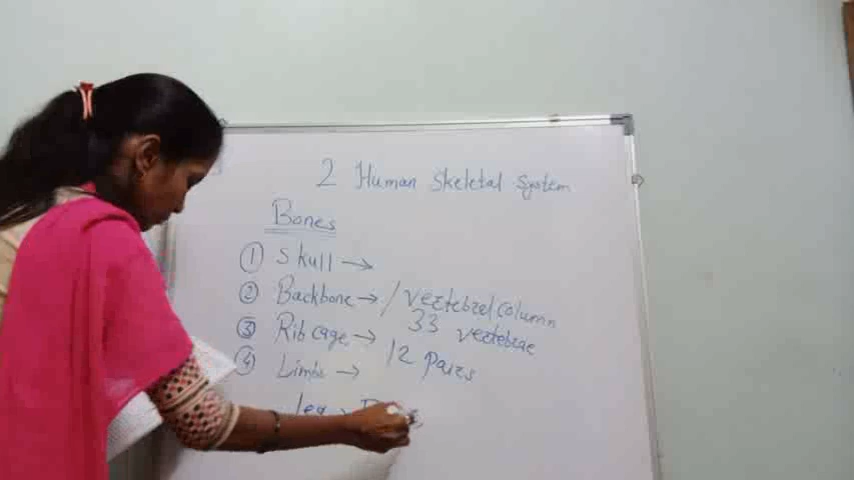 2 Human Skeletal System
Bones
① Skull →
② Backbone → / vertebral column
33 vertebrae
③ Rib cage → 12 Pairs
④ Limbs →
leg →